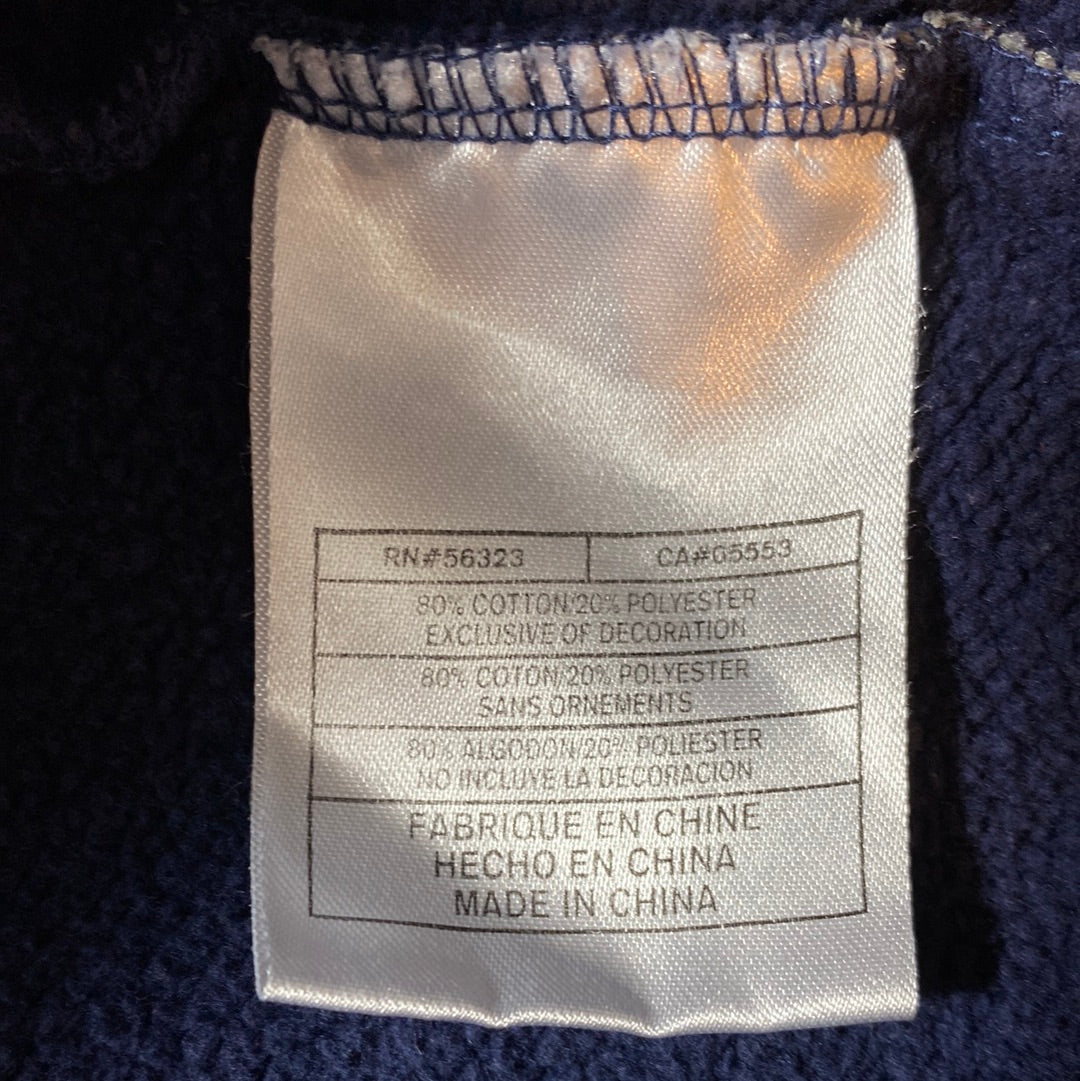 RN#56323 CA#05553
80% COTTON/20% POLYESTER
EXCLUSIVE OF DECORATION
80% COTON/20% POLYESTER
SANS ORNEMENTS
80% ALGODON/20% POLIESTER
NO INCLUYE LA DECORACION
FABRIQUE EN CHINE
HECHO EN CHINA
MADE IN CHINA